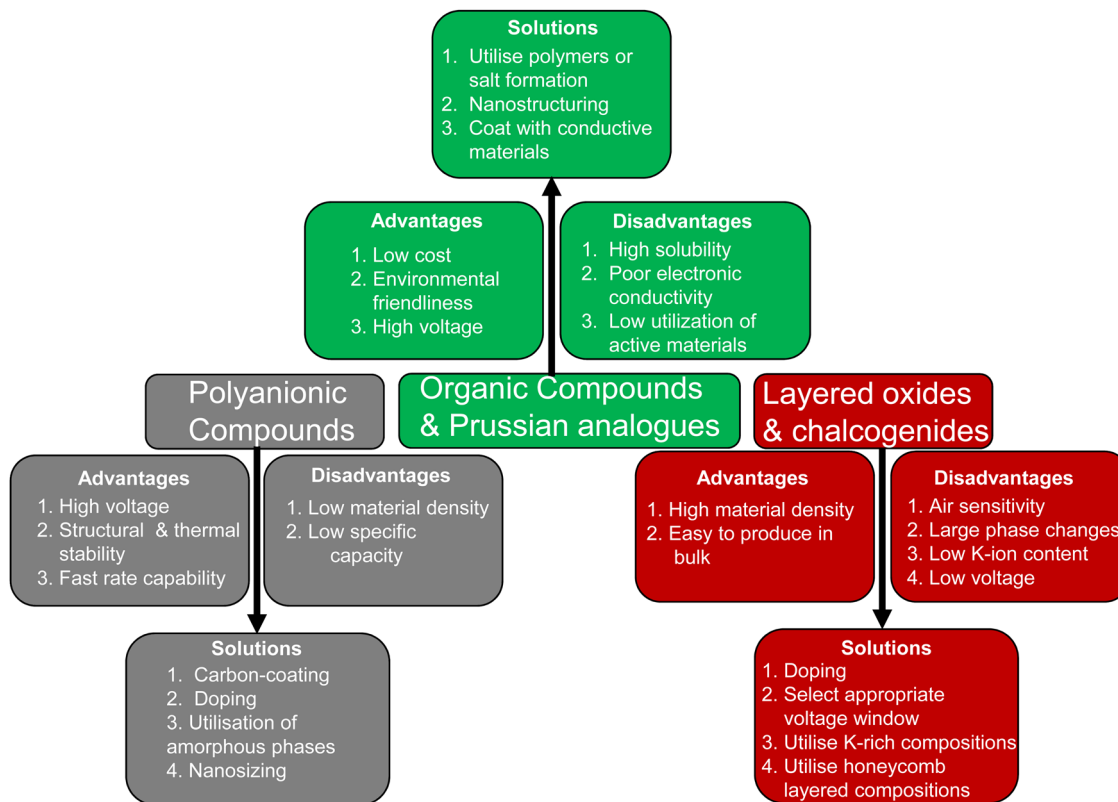 Solutions
1. Utilise polymers or
salt formation
2. Nanostructuring
3. Coat with conductive
materials
Advantages
1. Low cost
2. Environmental
friendliness
3. High voltage
Disadvantages
1. High solubility
2. Poor electronic
conductivity
3. Low utilization of
active materials
Polyanionic
Compounds
Organic Compounds
& Prussian analogues
Layered oxides
& chalcogenides
Advantages
1. High voltage
2. Structural & thermal
stability
3. Fast rate capability
Disadvantages
1. Low material density
2. Low specific
capacity
Advantages
1. High material density
2. Easy to produce in
bulk
Disadvantages
1. Air sensitivity
2. Large phase changes
3. Low K-ion content
4. Low voltage
Solutions
1. Carbon-coating
2. Doping
3. Utilisation of
amorphous phases
4. Nanosizing
Solutions
1. Doping
2. Select appropriate
voltage window
3. Utilise K-rich compositions
4. Utilise honeycomb
layered compositions